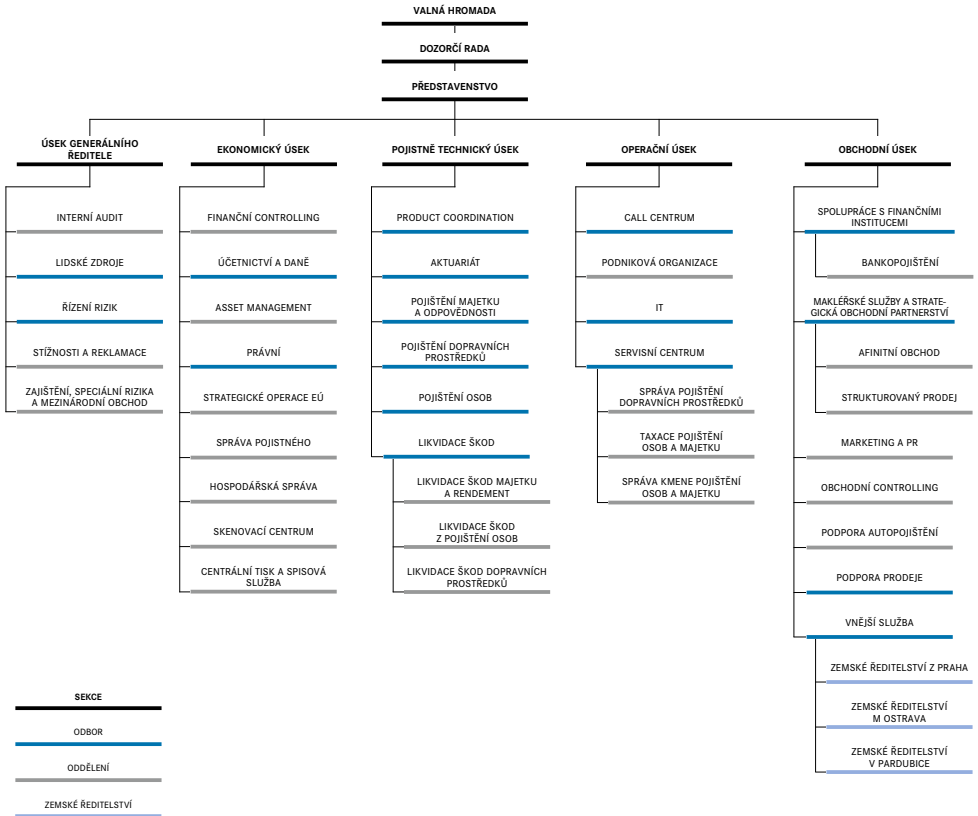 VALNÁ HROMADA
DOZORČÍ RADA
PŘEDSTAVENSTVO
ÚSEK GENERÁLNÍHO
ŘEDITELE
INTERNÍ AUDIT
LIDSKÉ ZDROJE
ŘÍZENÍ RIZIK
STÍŽNOSTI A REKLAMACE
ZAJIŠTĚNÍ, SPECIÁLNÍ RIZIKA
A MEZINÁRODNÍ OBCHOD
EKONOMICKÝ ÚSEK
FINANČNÍ CONTROLLING
ÚČETNICTVÍ A DANĚ
ASSET MANAGEMENT
PRÁVNÍ
STRATEGICKÉ OPERACE EÚ
SPRÁVA POJISTNÉHO
HOSPODÁŘSKÁ SPRÁVA
SKENOVACÍ CENTRUM
CENTRÁLNÍ TISK A SPISOVÁ
SLUŽBA
POJISTNĚ TECHNICKÝ ÚSEK
PRODUCT COORDINATION
AKTUARIÁT
POJIŠTĚNÍ MAJETKU
A ODPOVĚDNOSTI
POJIŠTĚNÍ DOPRAVNÍCH
PROSTŘEDKŮ
POJIŠTĚNÍ OSOB
LIKVIDACE ŠKOD
LIKVIDACE ŠKOD MAJETKU
A RENDEMENT
LIKVIDACE ŠKOD
Z POJIŠTĚNÍ OSOB
LIKVIDACE ŠKOD DOPRAVNÍCH
PROSTŘEDKŮ
OPERAČNÍ ÚSEK
CALL CENTRUM
PODNIKOVÁ ORGANIZACE
IT
SERVISNÍ CENTRUM
SPRÁVA POJIŠTĚNÍ
DOPRAVNÍCH PROSTŘEDKŮ
TAXACE POJIŠTĚNÍ
OSOB A MAJETKU
SPRÁVA KMENE POJIŠTĚNÍ
OSOB A MAJETKU
OBCHODNÍ ÚSEK
SPOLUPRÁCE S FINANČNÍMI
INSTITUCEMI
BANKOPOJIŠTĚNÍ
MAKLÉŘSKÉ SLUŽBY A STRATE-
GICKÁ OBCHODNÍ PARTNERSTVÍ
AFINITNÍ OBCHOD
STRUKTUROVANÝ PRODEJ
MARKETING A PR
OBCHODNÍ CONTROLLING
PODPORA AUTOPOJIŠTĚNÍ
PODPORA PRODEJE
VNĚJŠÍ SLUŽBA
ZEMSKÉ ŘEDITELSTVÍ Z PRAHA
ZEMSKÉ ŘEDITELSTVÍ
M OSTRAVA
ZEMSKÉ ŘEDITELSTVÍ
V PARDUBICE
SEKCE
ODBOR
ODDĚLENÍ
ZEMSKÉ ŘEDITELSTVÍ